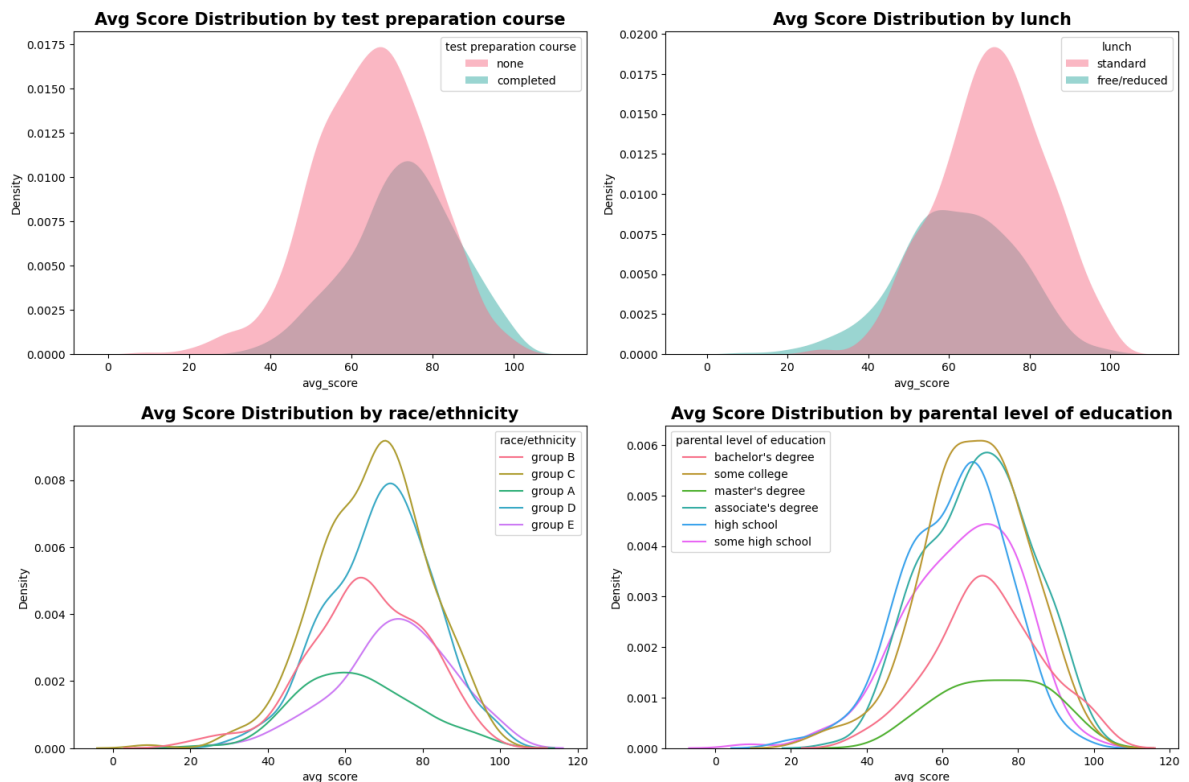 Avg Score Distribution by test preparation course
0.0175
0.0150
0.0125
0.0100
0.0075
0.0050
0.0025
0.0000
Density
test preparation course
none
completed
0
20
40
60
80
100
avg_score
Avg Score Distribution by lunch
0.0200
0.0175
0.0150
0.0125
0.0100
0.0075
0.0050
0.0025
0.0000
Density
lunch
standard
free/reduced
0
20
40
60
80
100
avg_score
Avg Score Distribution by race/ethnicity
0.008
0.006
0.004
0.002
0.000
Density
race/ethnicity
group B
group C
group A
group D
group E
0
20
40
60
80
100
120
avg_score
Avg Score Distribution by parental level of education
0.006
0.005
0.004
0.003
0.002
0.001
0.000
Density
parental level of education
bachelor's degree
some college
master's degree
associate's degree
high school
some high school
0
20
40
60
80
100
120
avg_score